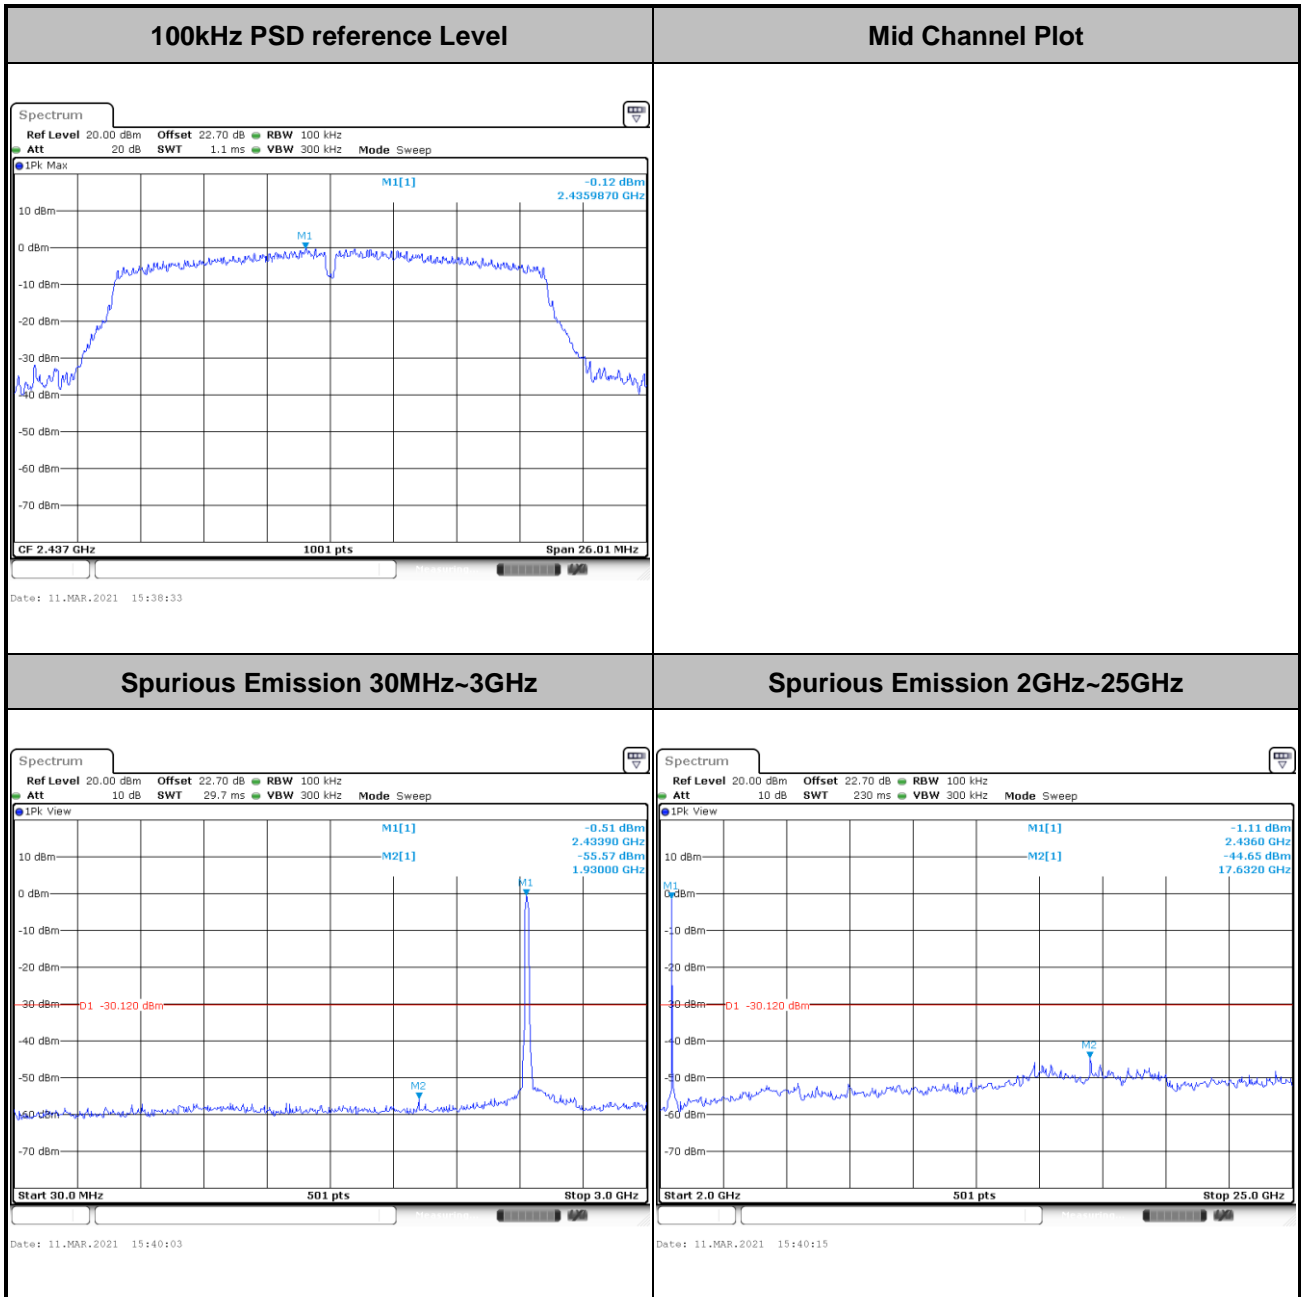 100kHz PSD reference Level
Mid Channel Plot
Spectrum
Ref Level 20.00 dBm Offset 22.70 dB RBW 100 kHz
Att 20 dB SWT 1.1 ms VBW 300 kHz Mode Sweep
1Pk Max
M1[1] -0.12 dBm
2.4359870 GHz
10 dBm
M1
0 dBm
-10 dBm
-20 dBm
-30 dBm
-40 dBm
-50 dBm
-60 dBm
-70 dBm
CF 2.437 GHz 1001 pts Span 26.01 MHz
Date: 11.MAR.2021 15:38:33
Spurious Emission 30MHz~3GHz
Spurious Emission 2GHz~25GHz
Spectrum
Ref Level 20.00 dBm Offset 22.70 dB RBW 100 kHz
Att 10 dB SWT 29.7 ms VBW 300 kHz Mode Sweep
1Pk View
M1[1] -0.51 dBm
2.43390 GHz
10 dBm M2[1] -55.57 dBm
1.93000 GHz
M1
0 dBm
-10 dBm
-20 dBm
-30 dBm D1 -30.120 dBm
-40 dBm
-50 dBm
M2
-60 dBm
-70 dBm
Start 30.0 MHz 501 pts Stop 3.0 GHz
Date: 11.MAR.2021 15:40:03
Spectrum
Ref Level 20.00 dBm Offset 22.70 dB RBW 100 kHz
Att 10 dB SWT 230 ms VBW 300 kHz Mode Sweep
1Pk View
M1[1] -1.11 dBm
2.4360 GHz
10 dBm M2[1] -44.65 dBm
17.6320 GHz
M1
0 dBm
-10 dBm
-20 dBm
-30 dBm D1 -30.120 dBm
-40 dBm
M2
-50 dBm
-60 dBm
-70 dBm
Start 2.0 GHz 501 pts Stop 25.0 GHz
Date: 11.MAR.2021 15:40:15